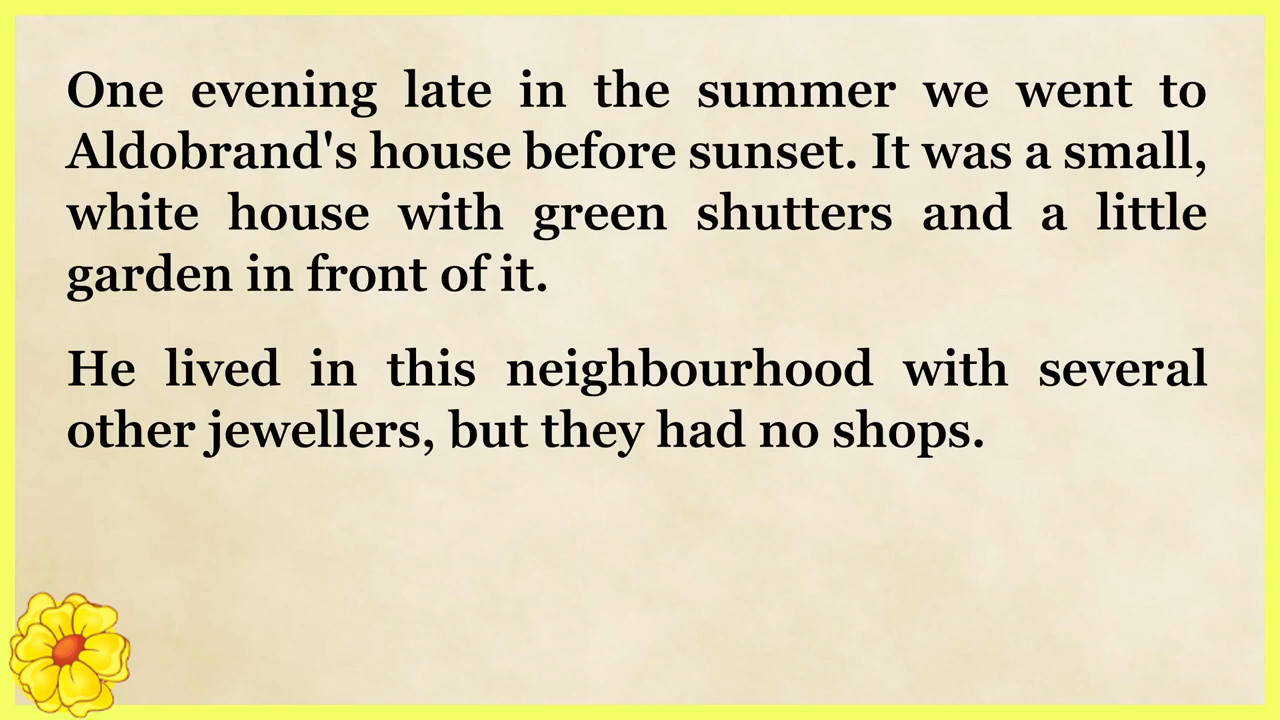 One evening late in the summer we went to
Aldobrand's house before sunset. It was a small,
white house with green shutters and a little
garden in front of it.
He lived in this neighbourhood with several
other jewellers, but they had no shops.